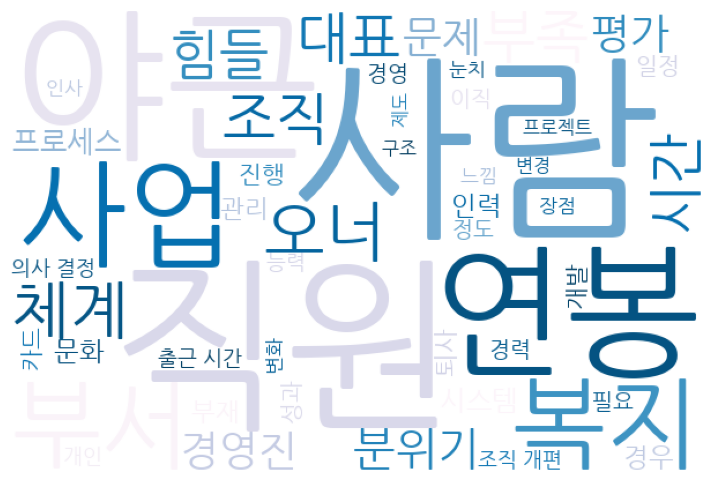 야근
힘들
대표
문제
부족
평가
인사
경영
눈치
일정
사람
이직
제도
조직
프로젝트
프로세스
구조
변경
시간
진행
느낌
사업
관리
오너
인력
장점
정도
의사 결정
능력
직원
연봉
개발
체계
카드
문화
출근 시간
변화
퇴사
경력
부서
부재
성과
시스템
복지
필요
개인
경영진
분위기
조직 개편
경우